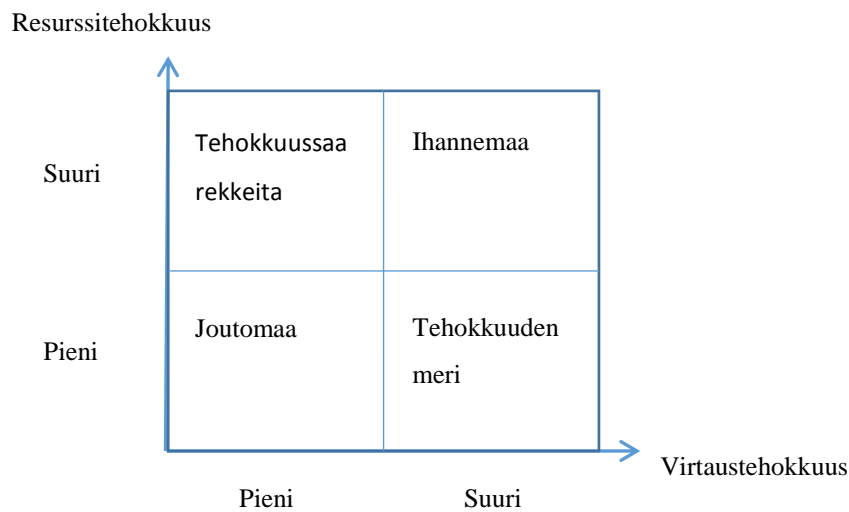 Resurssitehokkuus
Suuri
Tehokkuussaa
rekkeita
Ihannemaa
Pieni
Joutomaa
Tehokkuuden
meri
Virtaustehokkuus
Pieni
Suuri